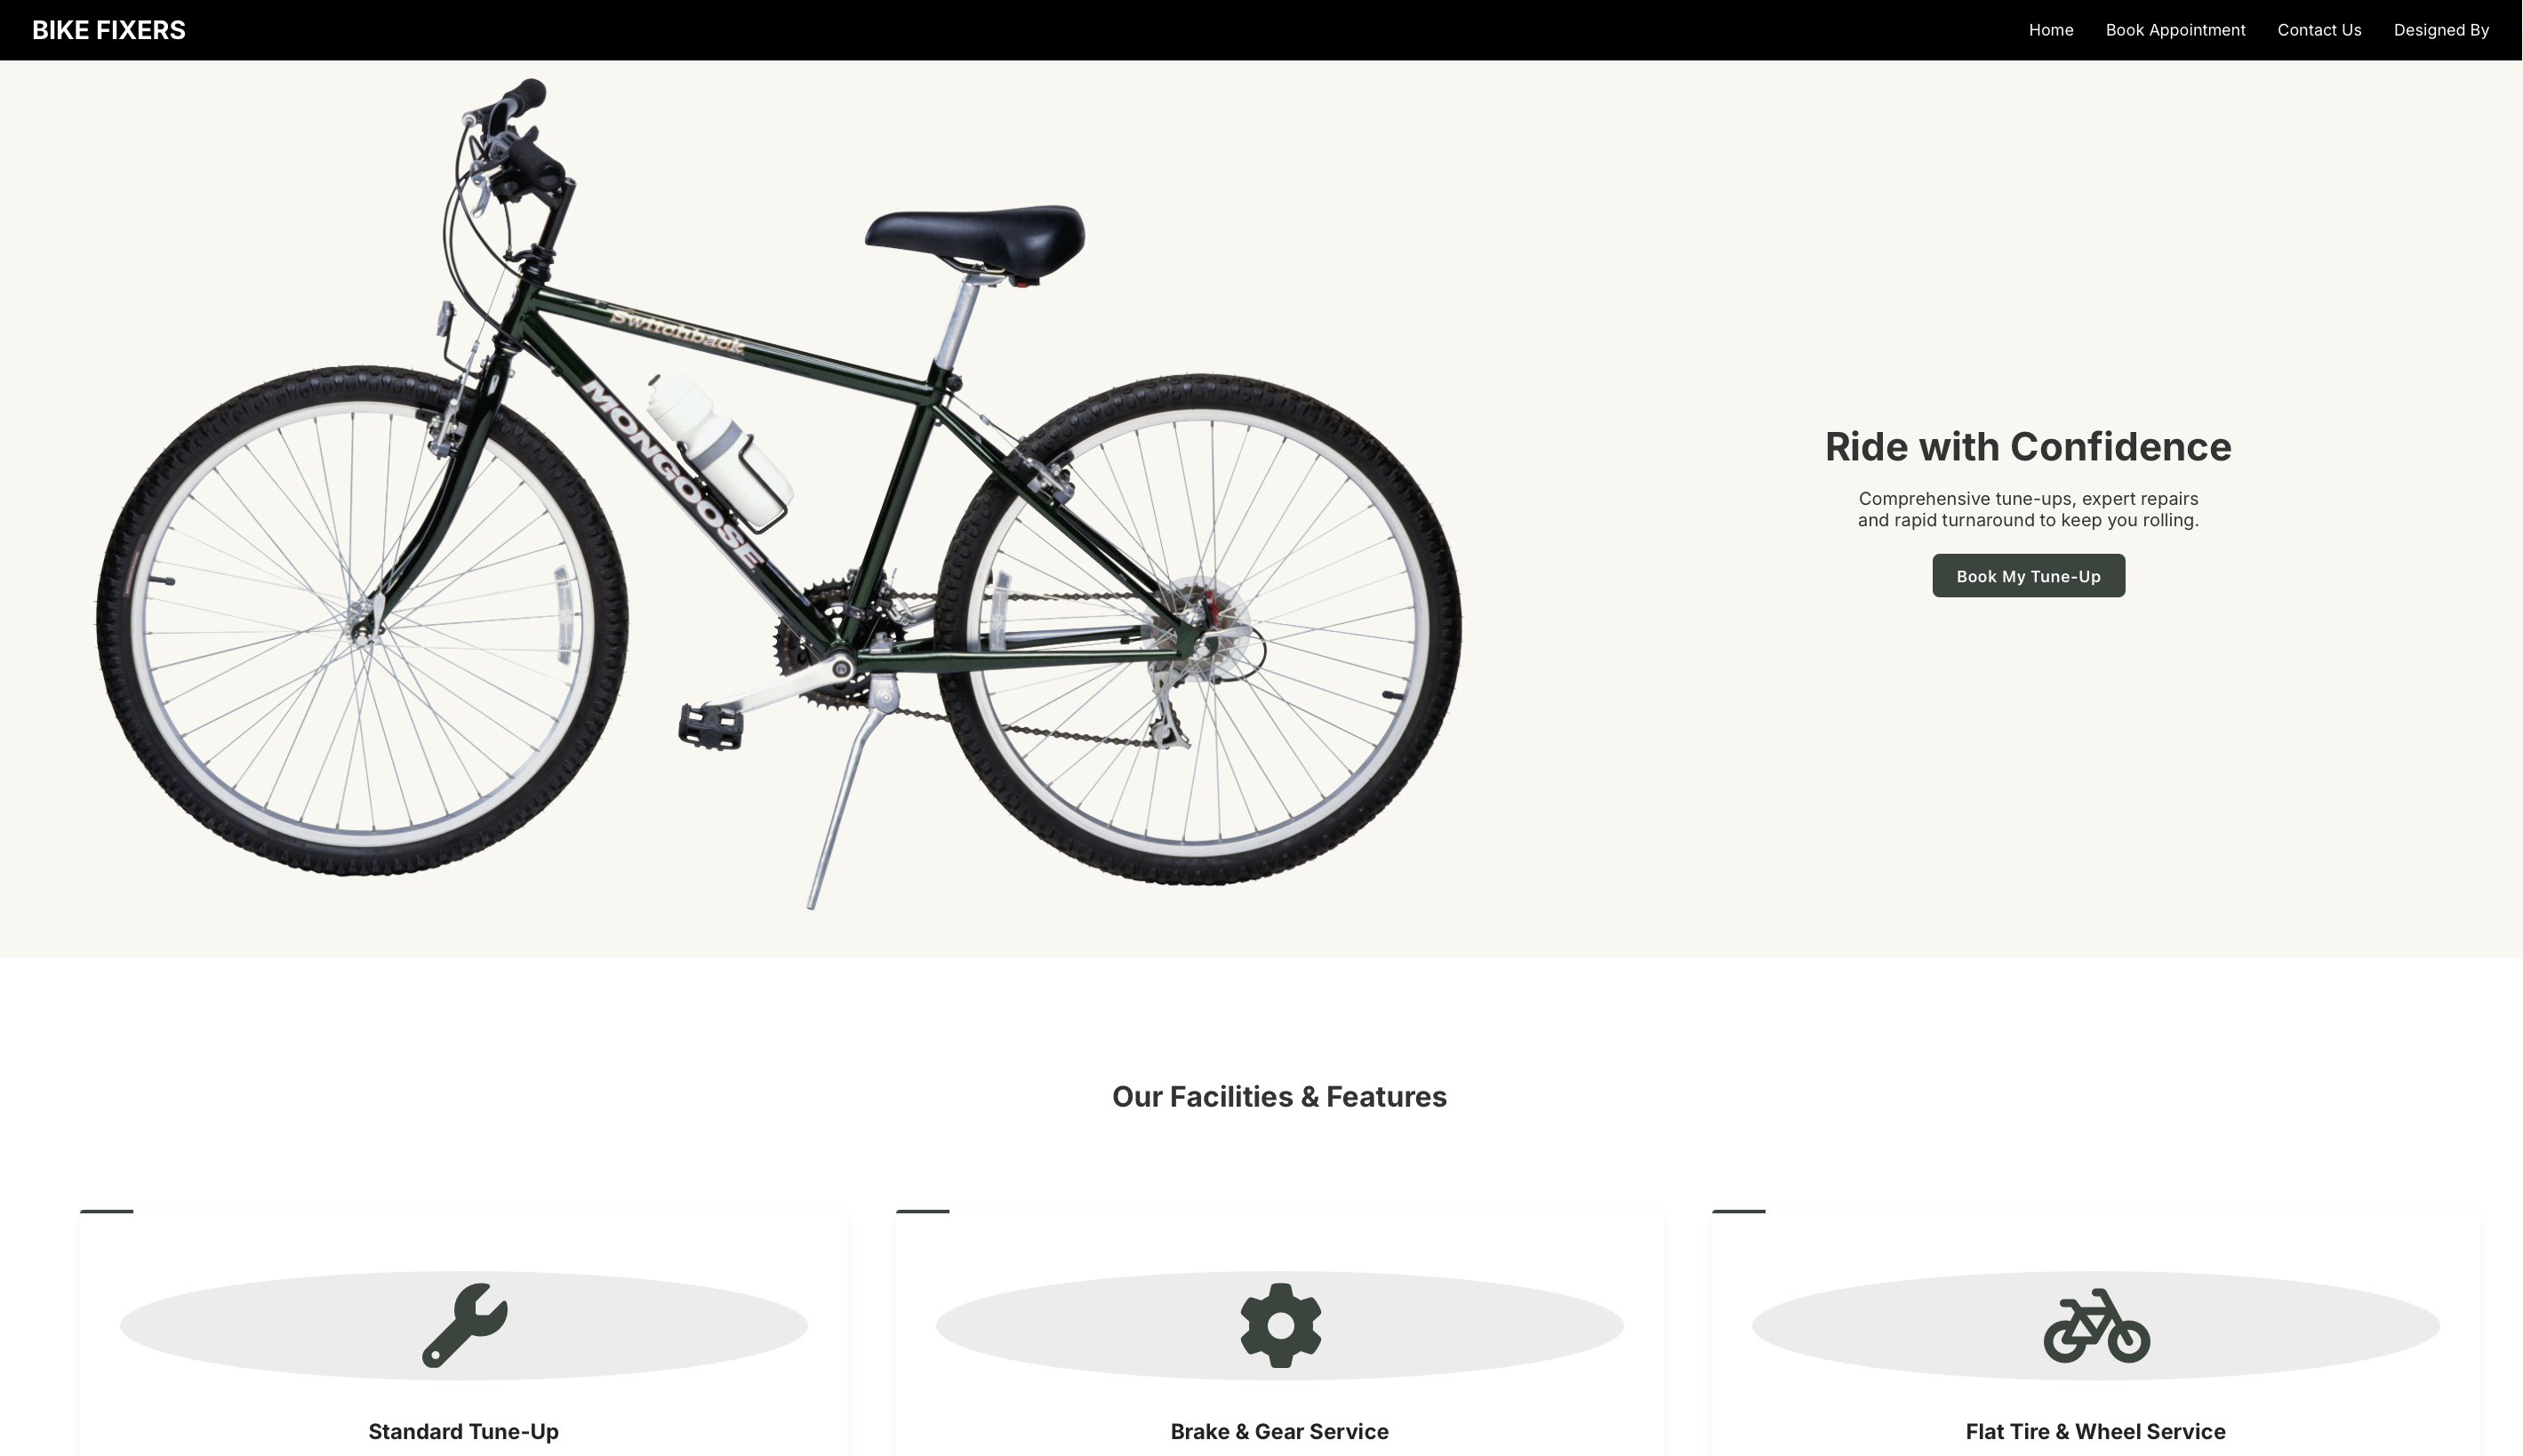 BIKE FIXERS
Home Book Appointment Contact Us Designed By
Switchback
MONGOOSE
Ride with Confidence
Comprehensive tune-ups, expert repairs
and rapid turnaround to keep you rolling.
Book My Tune-Up
Our Facilities & Features
Standard Tune-Up
Brake & Gear Service
Flat Tire & Wheel Service